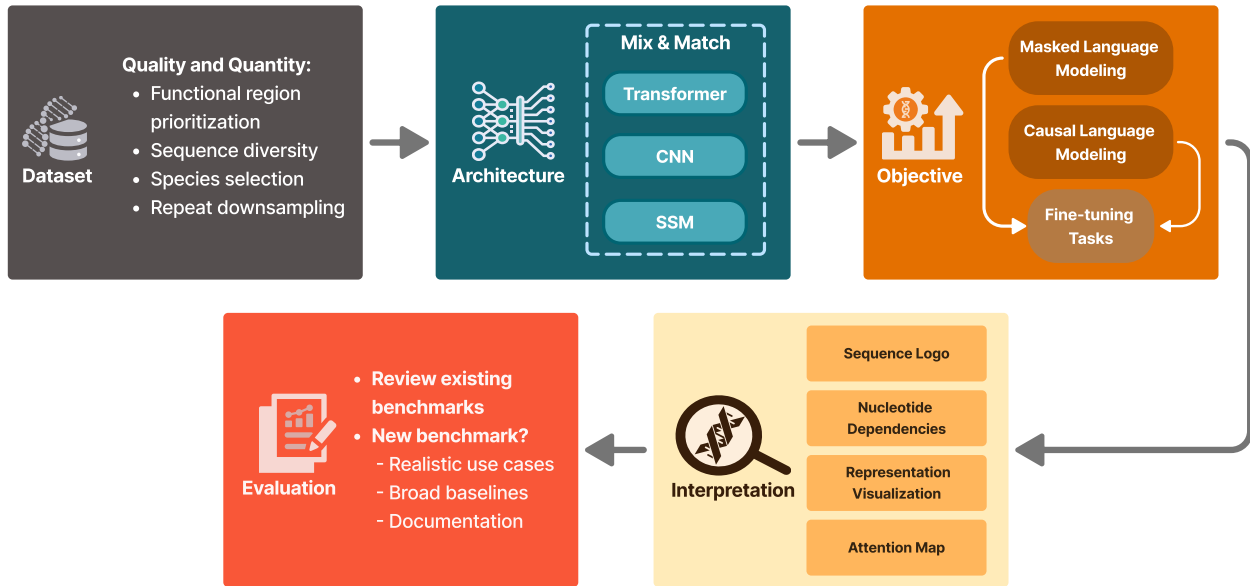 Dataset
Quality and Quantity:
• Functional region
prioritization
• Sequence diversity
• Species selection
• Repeat downsampling
Architecture
Mix & Match
Transformer
CNN
SSM
Objective
Masked Language
Modeling
Causal Language
Modeling
Fine-tuning
Tasks
Evaluation
• Review existing
benchmarks
• New benchmark?
- Realistic use cases
- Broad baselines
- Documentation
Interpretation
Sequence Logo
Nucleotide
Dependencies
Representation
Visualization
Attention Map